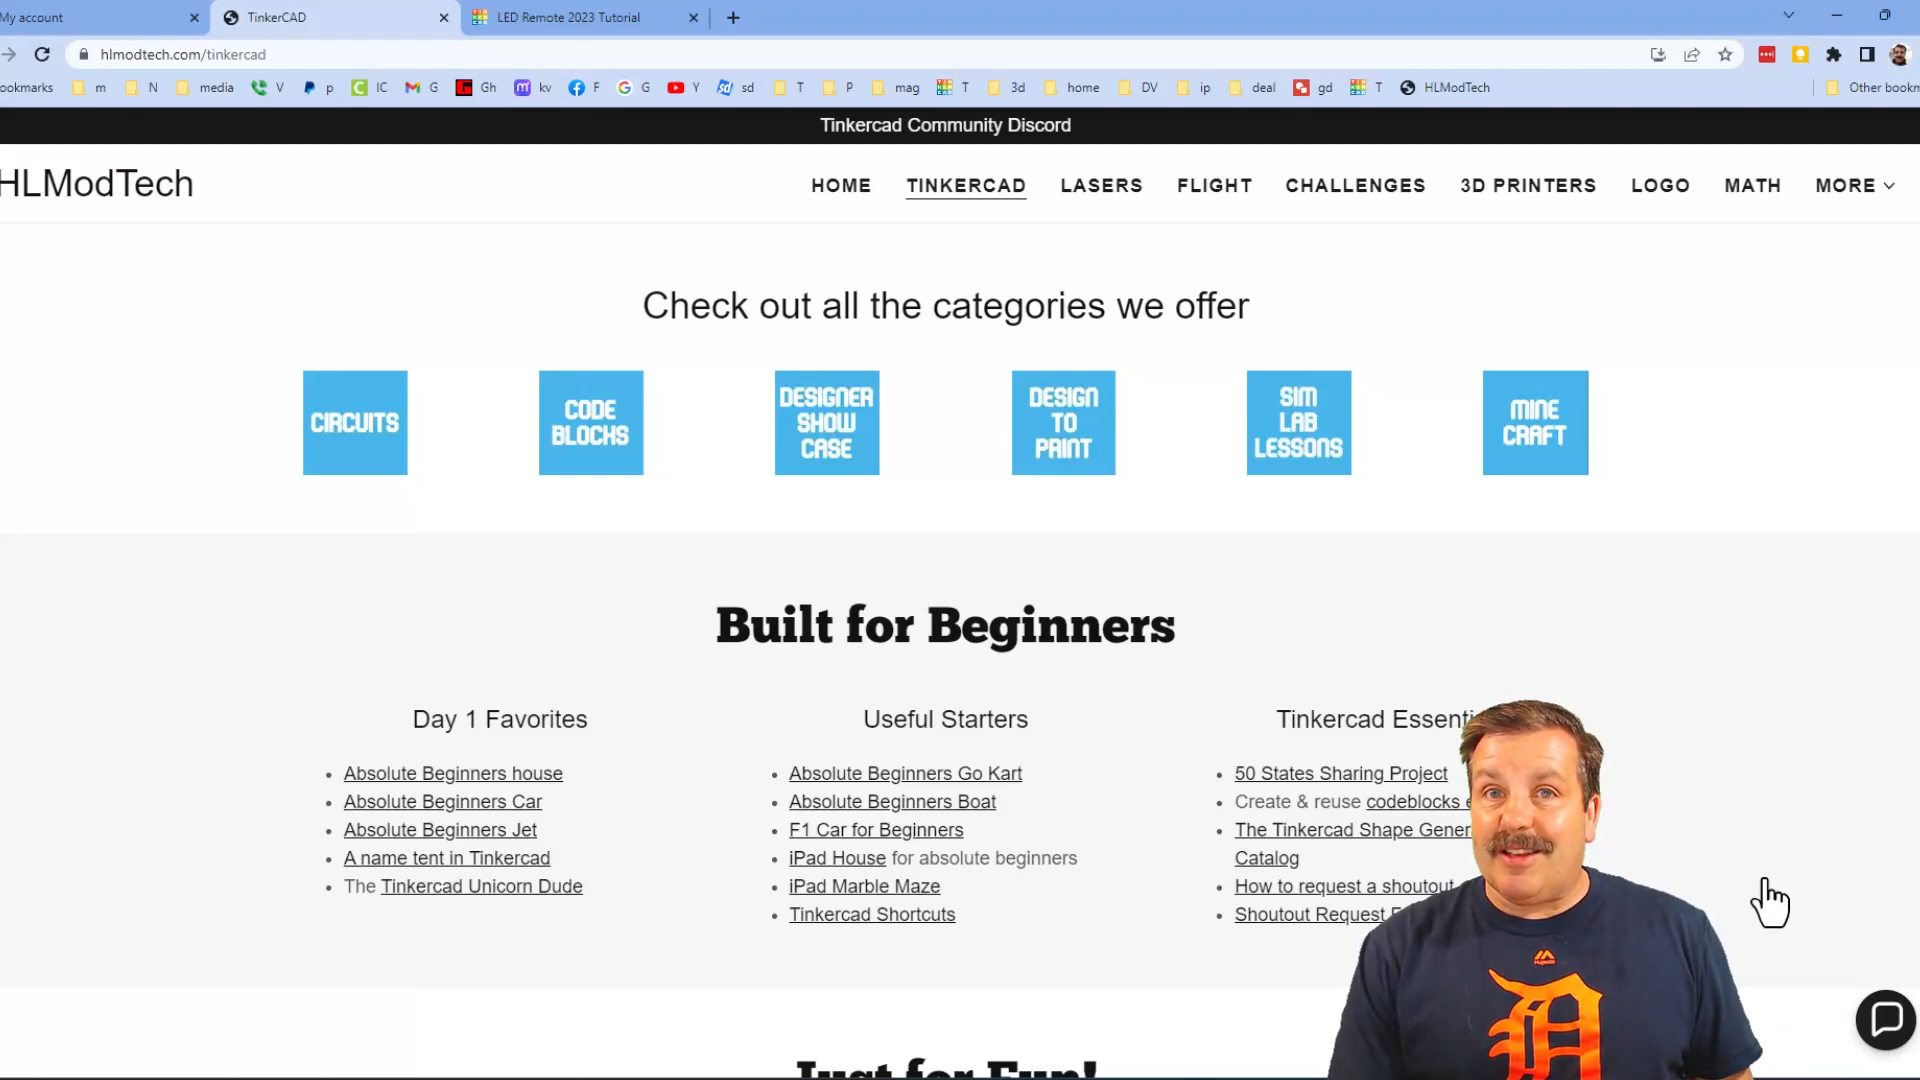 My account
TinkerCAD
LED Remote 2023 Tutorial
hlmodtech.com/tinkercad
ookmarks m N media V p IC G Gh kv F G Y sd T P mag T 3d home DV ip deal gd T HLModTech Other bookm
Tinkercad Community Discord
HLModTech
HOME TINKERCAD LASERS FLIGHT CHALLENGES 3D PRINTERS LOGO MATH MORE
Check out all the categories we offer
CIRCUITS
CODE
BLOCKS
DESIGNER
SHOW
CASE
DESIGN
TO
PRINT
SIM
LAB
LESSONS
MINE
CRAFT
Built for Beginners
Day 1 Favorites
Absolute Beginners house
Absolute Beginners Car
Absolute Beginners Jet
A name tent in Tinkercad
The Tinkercad Unicorn Dude
Useful Starters
Absolute Beginners Go Kart
Absolute Beginners Boat
F1 Car for Beginners
iPad House for absolute beginners
iPad Marble Maze
Tinkercad Shortcuts
Tinkercad Essenti
50 States Sharing Project
Create & reuse codeblocks
The Tinkercad Shape Gener
Catalog
How to request a shoutout
Shoutout Request
Just for Fun!